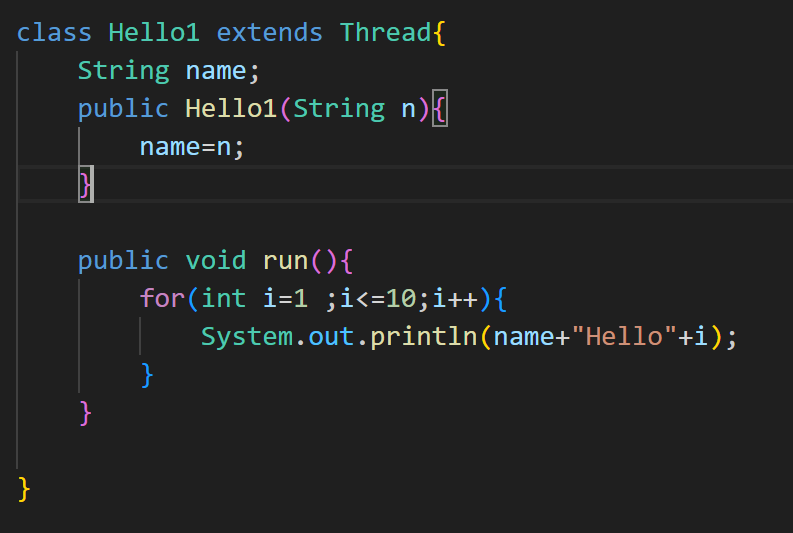 class Hello1 extends Thread{
    String name;
    public Hello1(String n){
        name=n;
    }
    public void run(){
        for(int i=1 ;i<=10;i++){
            System.out.println(name+"Hello"+i);
        }
    }
}